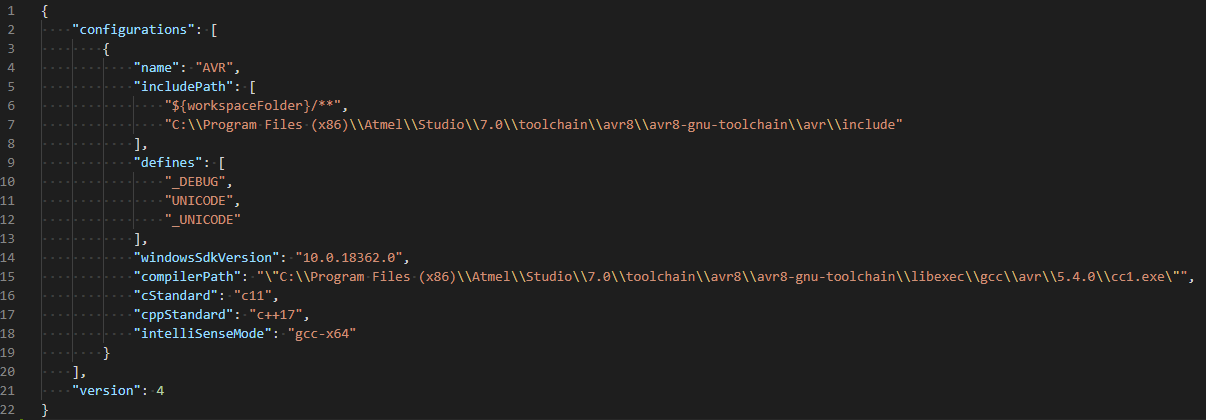 1 {
2     "configurations": [
3         {
4             "name": "AVR",
5             "includePath": [
6                 "${workspaceFolder}/**",
7                 "C:\\Program Files (x86)\\Atmel\\Studio\\7.0\\toolchain\\avr8\\avr8-gnu-toolchain\\avr\\include"
8             ],
9             "defines": [
10                 "_DEBUG",
11                 "UNICODE",
12                 "_UNICODE"
13             ],
14             "windowsSdkVersion": "10.0.18362.0",
15             "compilerPath": "\"C:\\Program Files (x86)\\Atmel\\Studio\\7.0\\toolchain\\avr8\\avr8-gnu-toolchain\\libexec\\gcc\\avr\\5.4.0\\cc1.exe\"",
16             "cStandard": "c11",
17             "cppStandard": "c++17",
18             "intelliSenseMode": "gcc-x64"
19         }
20     ],
21     "version": 4
22 }